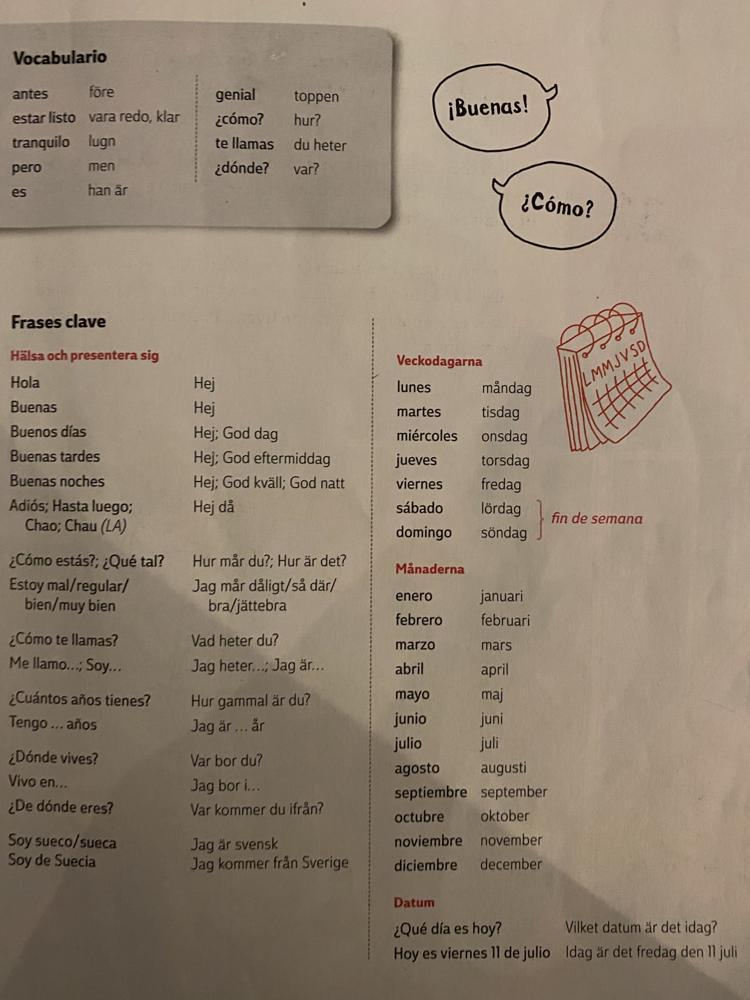 Vocabulario
antes före
estar listo vara redo, klar
tranquilo lugn
pero men
es han är
genial toppen
¿cómo? hur?
te llamas du heter
¿dónde? var?
¡Buenas!
¿Cómo?
Frases clave
Hälsa och presentera sig
Hola Hej
Buenas Hej
Buenos días Hej; God dag
Buenas tardes Hej; God eftermiddag
Buenas noches Hej; God kväll; God natt
Adiós; Hasta luego; Hej då
Chao; Chau (LA)
¿Cómo estás?; ¿Qué tal? Hur mår du?; Hur är det?
Estoy mal/regular/ Jag mår dåligt/så där/
bien/muy bien bra/jättebra
¿Cómo te llamas? Vad heter du?
Me llamo...; Soy... Jag heter...; Jag är...
¿Cuántos años tienes? Hur gammal är du?
Tengo ... años Jag är ... år
¿Dónde vives? Var bor du?
Vivo en... Jag bor i...
¿De dónde eres? Var kommer du ifrån?
Soy sueco/sueca Jag är svensk
Soy de Suecia Jag kommer från Sverige
Veckodagarna
lunes måndag
martes tisdag
miércoles onsdag
jueves torsdag
viernes fredag
sábado lördag
domingo söndag
fin de semana
LMMJVSD
Månaderna
enero januari
febrero februari
marzo mars
abril april
mayo maj
junio juni
julio juli
agosto augusti
septiembre september
octubre oktober
noviembre november
diciembre december
Datum
¿Qué día es hoy? Vilket datum är det idag?
Hoy es viernes 11 de julio Idag är det fredag den 11 juli